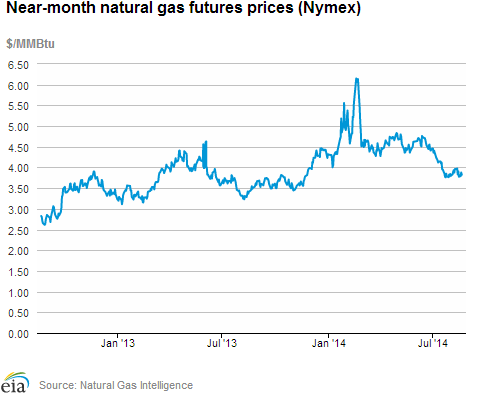 Near-month natural gas futures prices (Nymex)
$/MMBtu
6.50
6.00
5.50
5.00
4.50
4.00
3.50
3.00
2.50
2.00
1.50
1.00
0.50
0.00
Jan '13
Jul '13
Jan '14
Jul '14
eia
Source: Natural Gas Intelligence